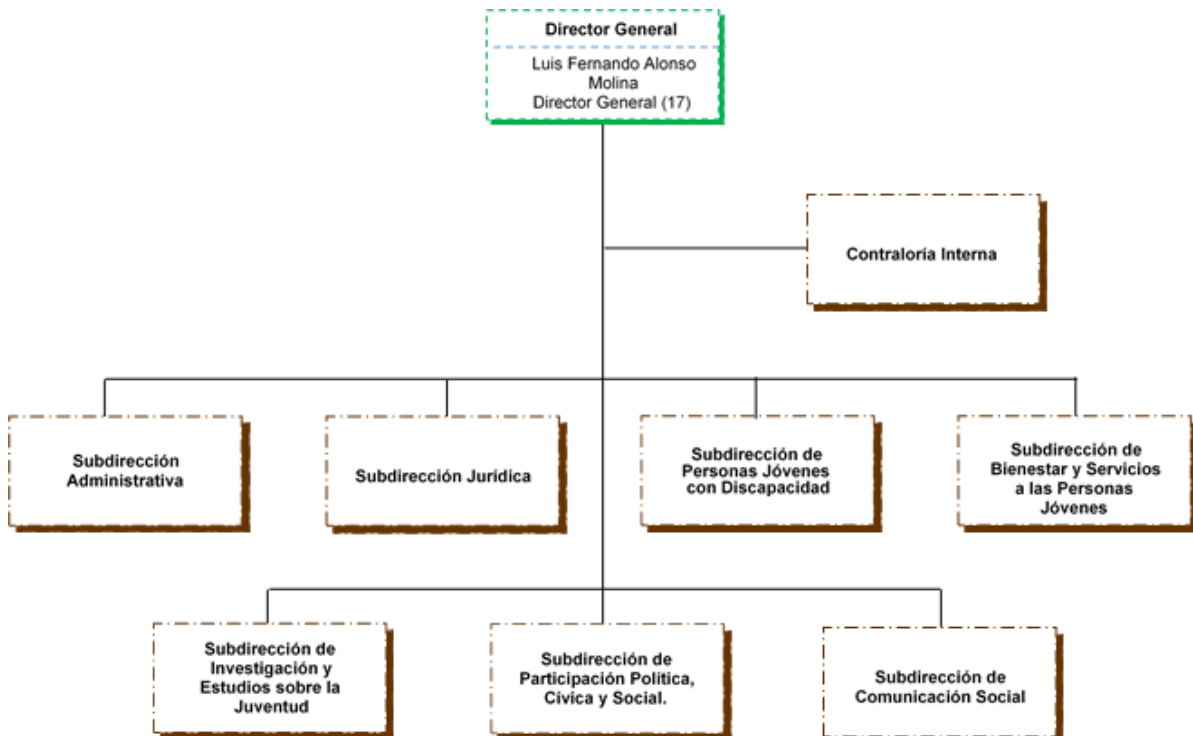 Director General
Luis Fernando Alonso
Molina
Director General (17)
Contraloría Interna
Subdirección
Administrativa
Subdirección Jurídica
Subdirección de
Personas Jóvenes
con Discapacidad
Subdirección de
Bienestar y Servicios
a las Personas
Jóvenes
Subdirección de
Investigación y
Estudios sobre la
Juventud
Subdirección de
Participación Política,
Cívica y Social.
Subdirección de
Comunicación Social